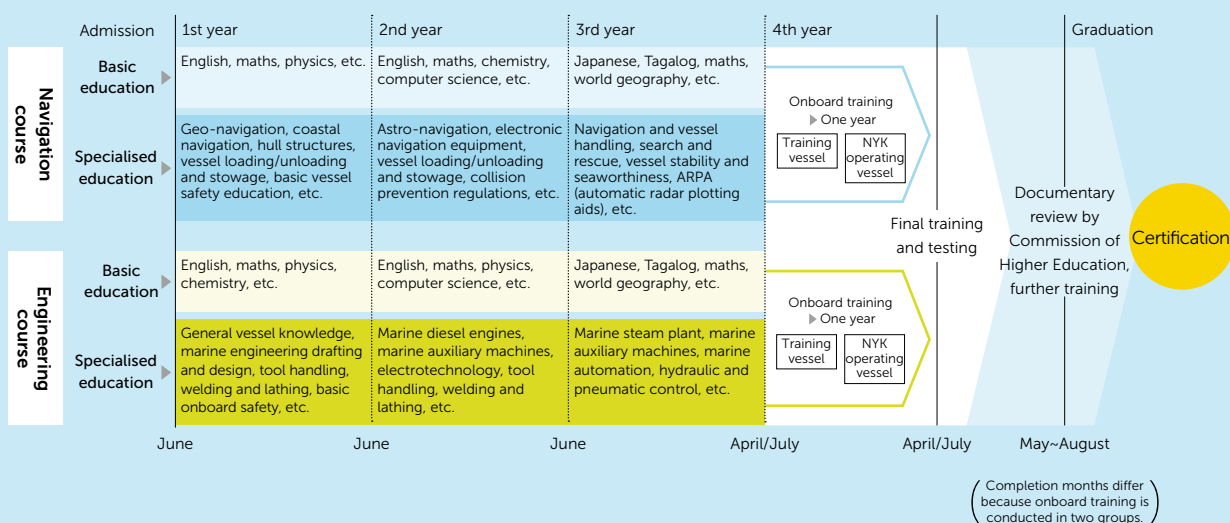 Admission
1st year
2nd year
3rd year
4th year
Graduation
Navigation
course
Basic
education
English, maths, physics, etc.
English, maths, chemistry,
computer science, etc.
Japanese, Tagalog, maths,
world geography, etc.
Specialised
education
Geo-navigation, coastal
navigation, hull structures,
vessel loading/unloading
and stowage, basic vessel
safety education, etc.
Astro-navigation, electronic
navigation equipment,
vessel loading/unloading
and stowage, collision
prevention regulations, etc.
Navigation and vessel
handling, search and
rescue, vessel stability and
seaworthiness, ARPA
(automatic radar plotting
aids), etc.
Onboard training
One year
Training
vessel
NYK
operating
vessel
Engineering
course
Basic
education
English, maths, physics,
chemistry, etc.
English, maths, physics,
computer science, etc.
Japanese, Tagalog, maths,
world geography, etc.
Specialised
education
General vessel knowledge,
marine engineering drafting
and design, tool handling,
welding and lathing, basic
onboard safety, etc.
Marine diesel engines,
marine auxiliary machines,
electrotechnology, tool
handling, welding and
lathing, etc.
Marine steam plant, marine
auxiliary machines, marine
automation, hydraulic and
pneumatic control, etc.
Onboard training
One year
Training
vessel
NYK
operating
vessel
Final training
and testing
Documentary
review by
Commission of
Higher Education,
further training
Certification
June
June
June
April/July
April/July
May~August
(Completion months differ
because onboard training is
conducted in two groups.)